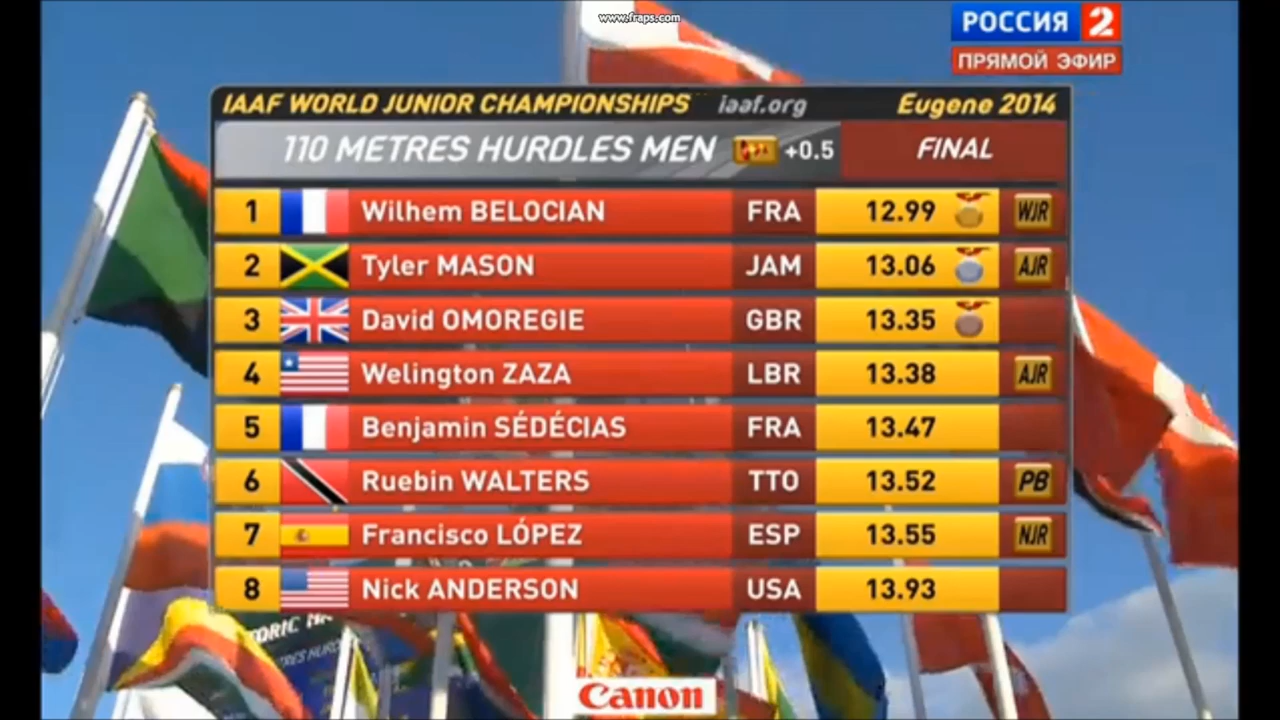 www.fraps.com
РОССИЯ 2
ПРЯМОЙ ЭФИР
IAAF WORLD JUNIOR CHAMPIONSHIPS iaaf.org Eugene 2014
110 METRES HURDLES MEN +0.5 FINAL
1 Wilhem BELOCIAN FRA 12.99 WJR
2 Tyler MASON JAM 13.06 AJR
3 David OMOREGIE GBR 13.35
4 Welington ZAZA LBR 13.38 AJR
5 Benjamin SÉDÉCIAS FRA 13.47
6 Ruebin WALTERS TTO 13.52 PB
7 Francisco LÓPEZ ESP 13.55 NJR
8 Nick ANDERSON USA 13.93
Canon